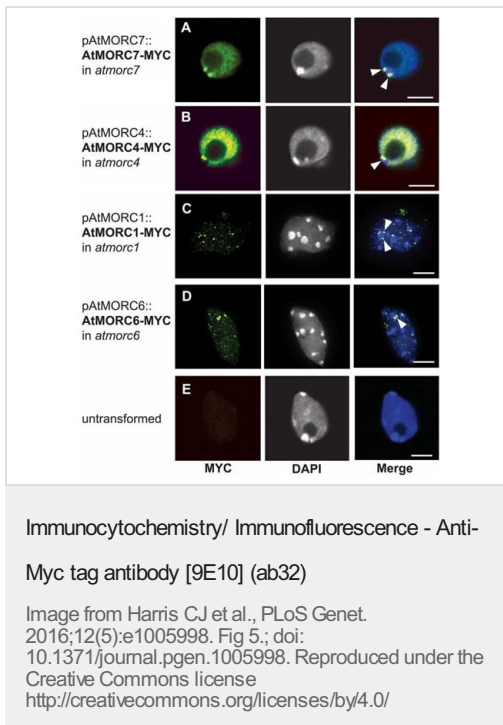 pAtMORC7::
AtMORC7-MYC
in atmorc7
A
pAtMORC4::
AtMORC4-MYC
in atmorc4
B
pAtMORC1::
AtMORC1-MYC
in atmorc1
C
pAtMORC6::
AtMORC6-MYC
in atmorc6
D
untransformed
E
MYC DAPI Merge
Immunocytochemistry/ Immunofluorescence - Anti-
Myc tag antibody [9E10] (ab32)
Image from Harris CJ et al., PLoS Genet.
2016;12(5):e1005998. Fig 5.; doi:
10.1371/journal.pgen.1005998. Reproduced under the
Creative Commons license
http://creativecommons.org/licenses/by/4.0/